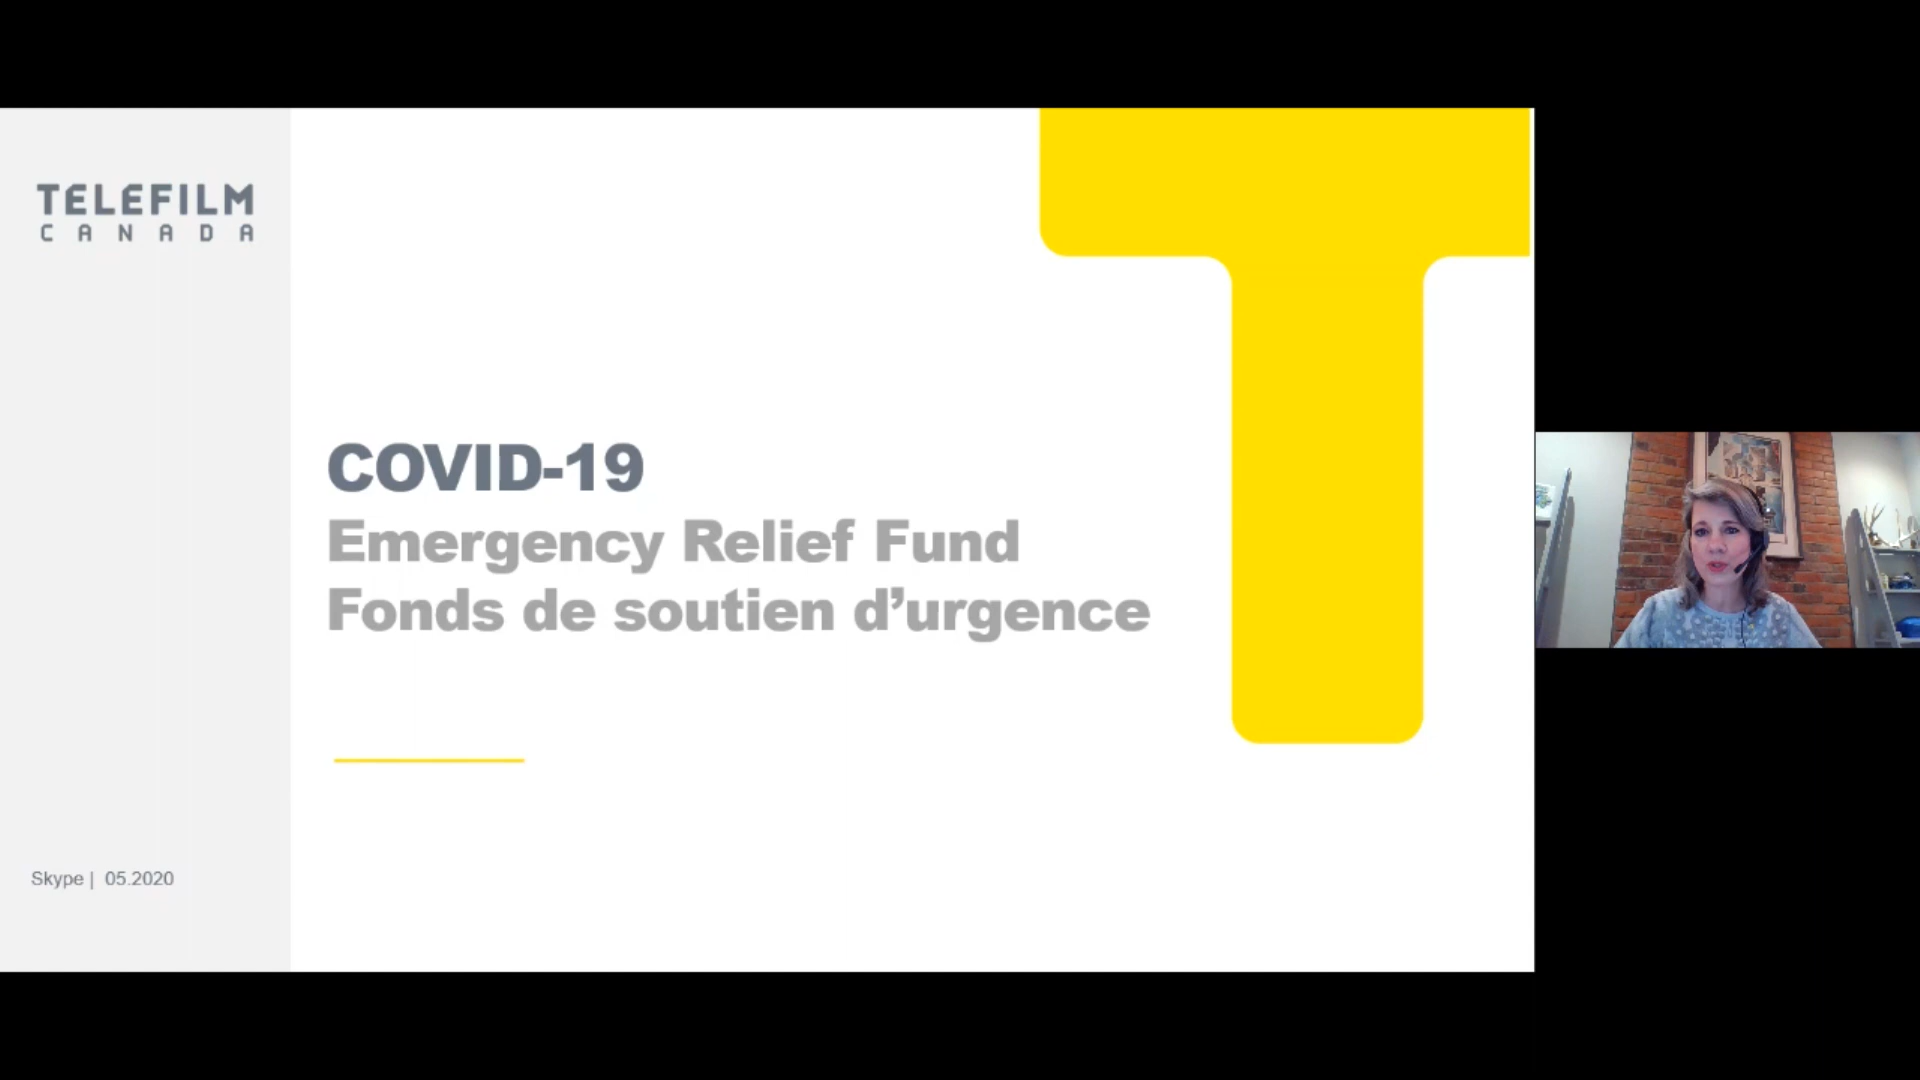 TELEFILM
CANADA
COVID-19
Emergency Relief Fund
Fonds de soutien d’urgence
Skype | 05.2020